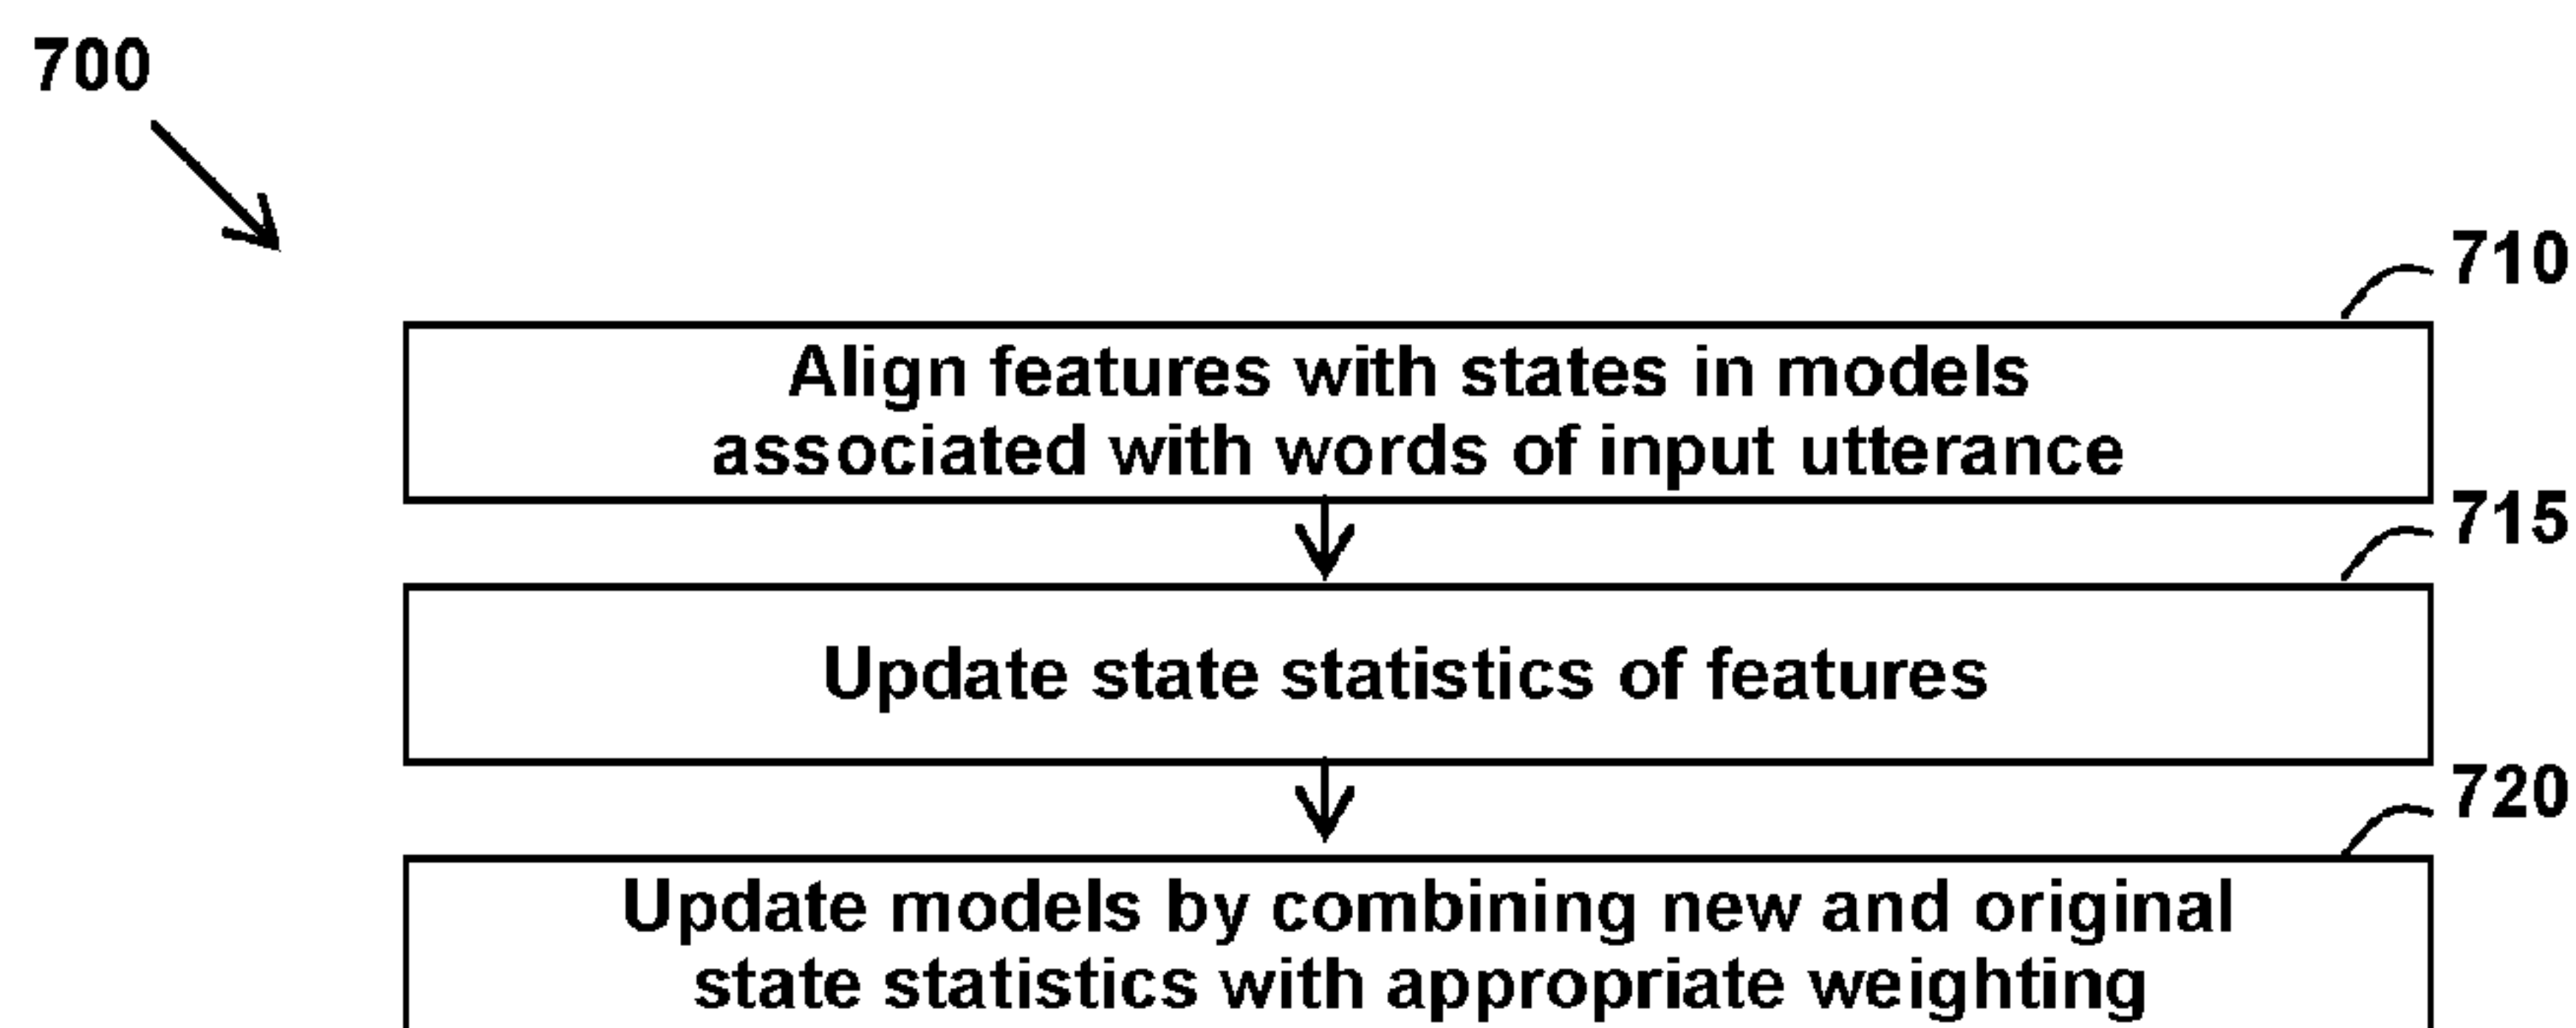 700
710
Align features with states in models
associated with words of input utterance
715
Update state statistics of features
720
Update models by combining new and original
state statistics with appropriate weighting